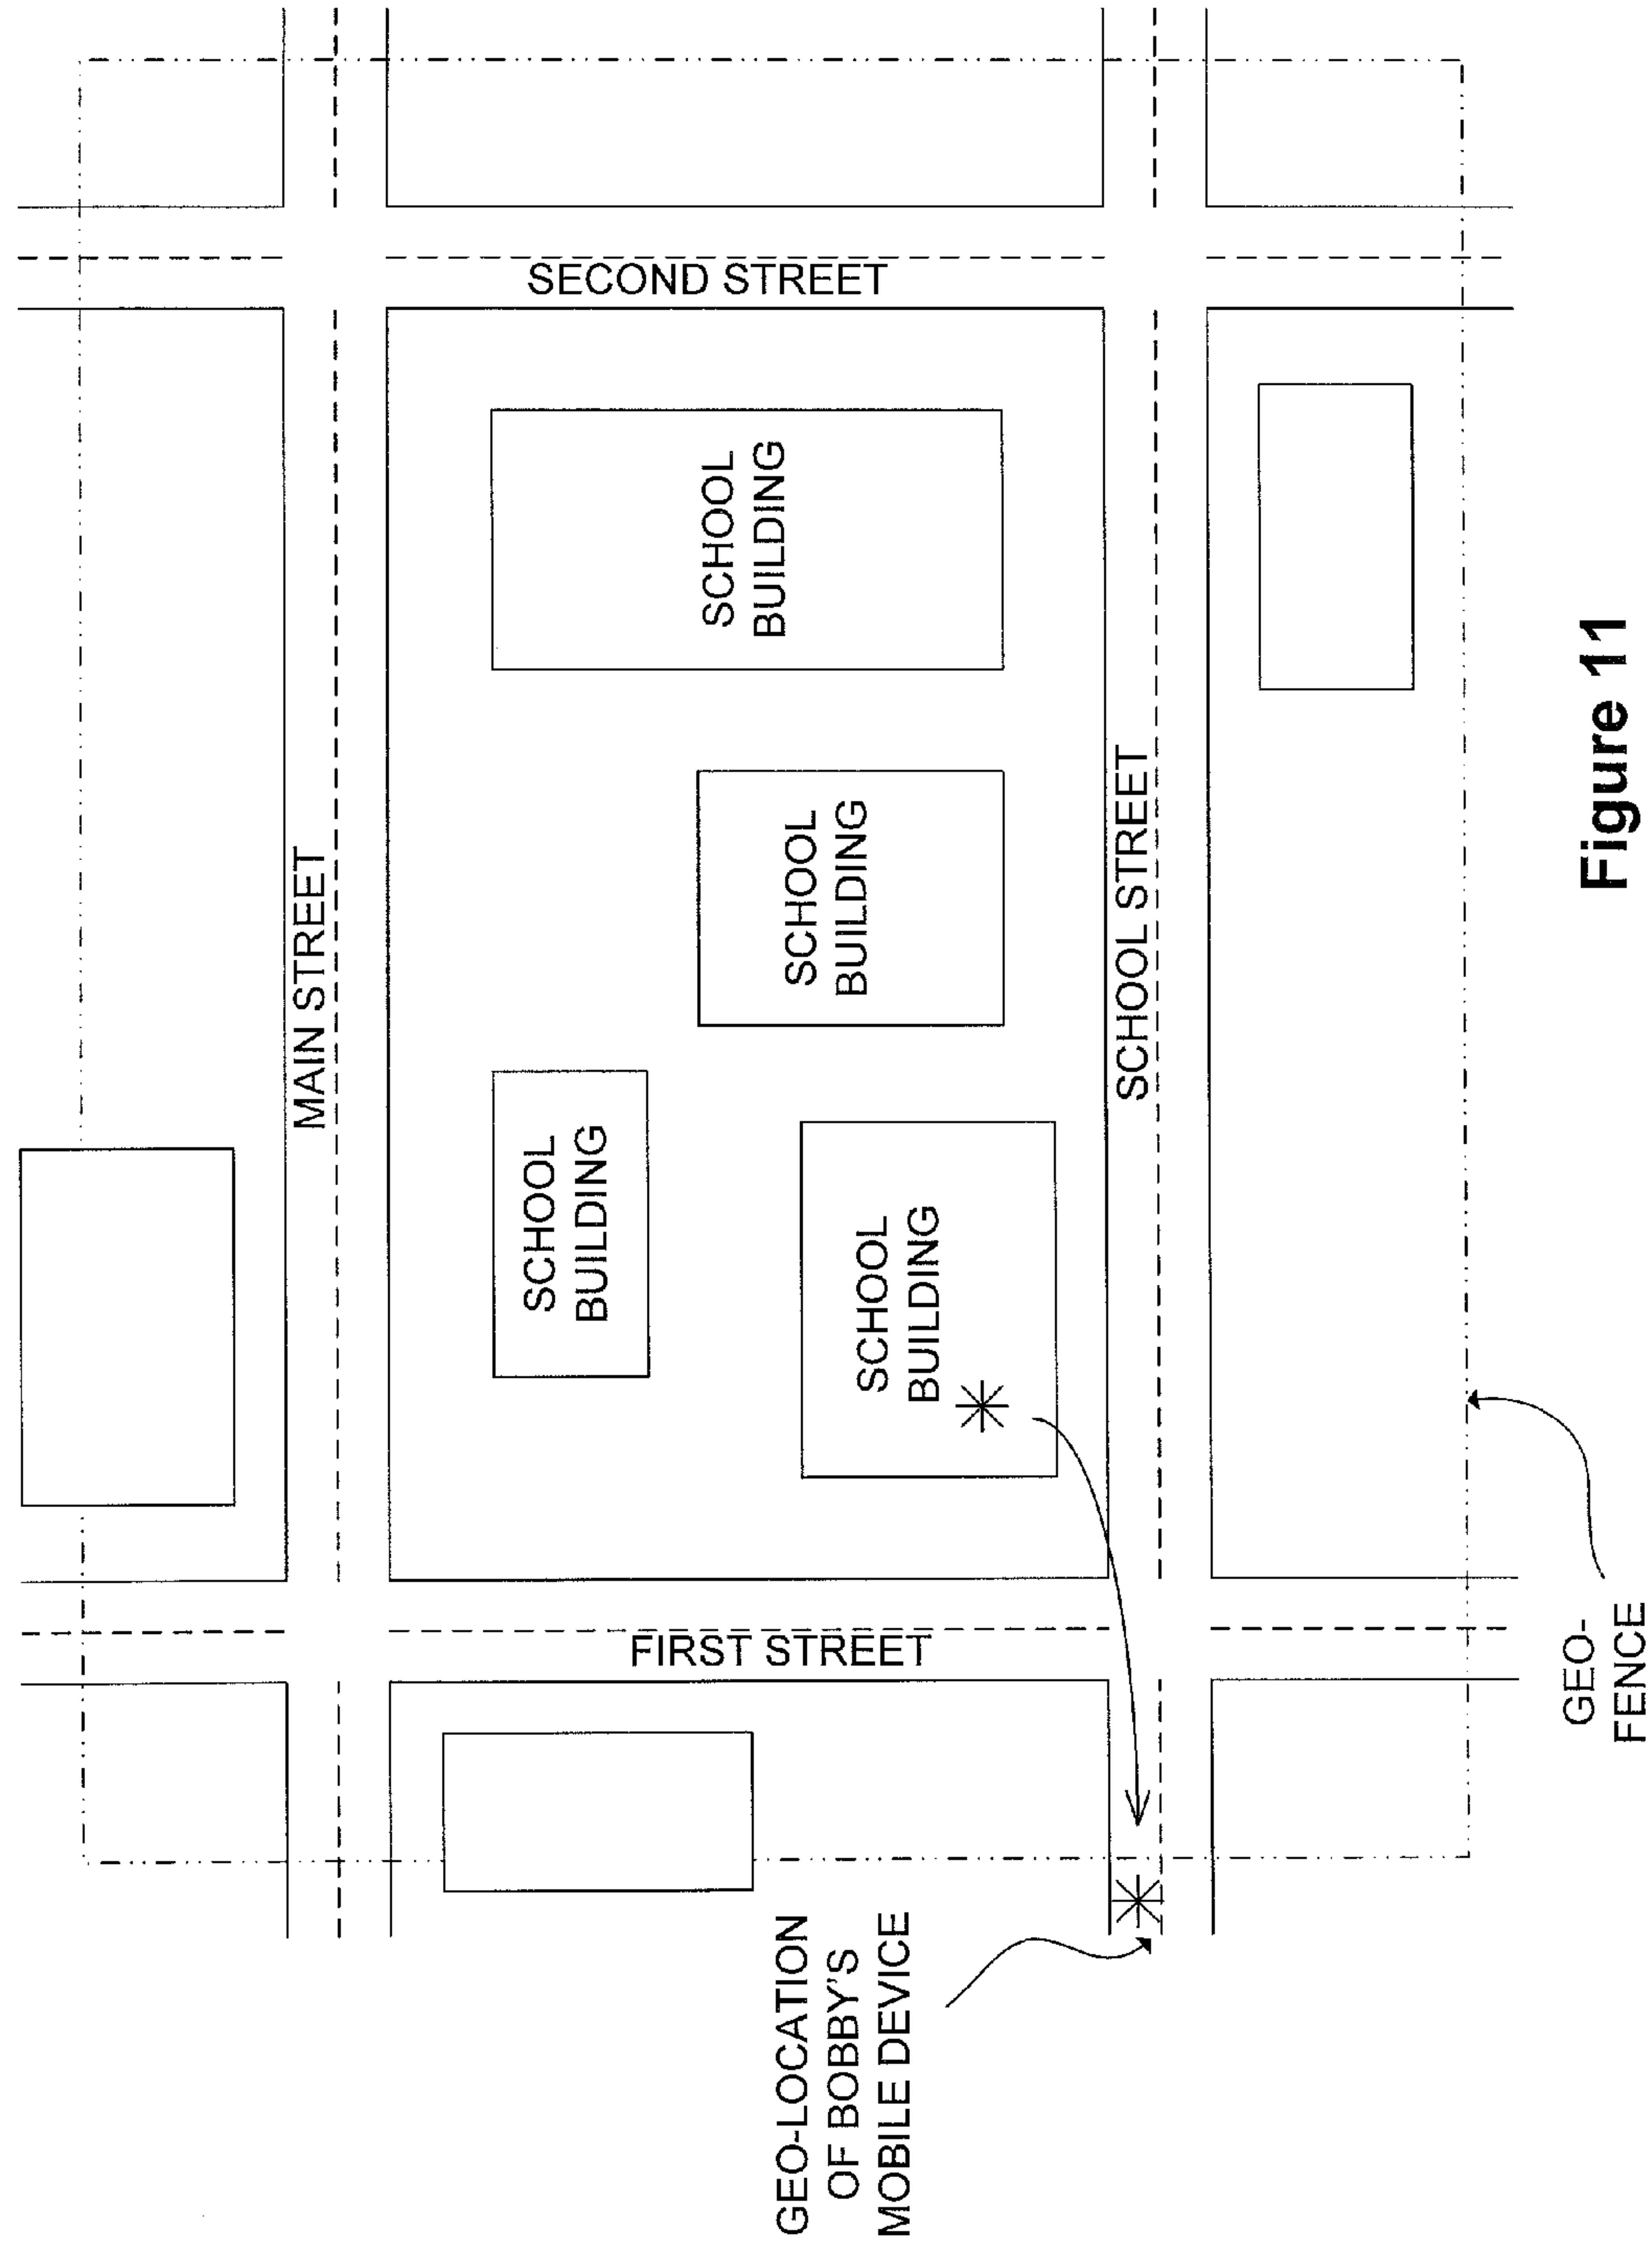 MAIN STREET
SECOND STREET
SCHOOL
BUILDING
SCHOOL
BUILDING
SCHOOL
BUILDING
SCHOOL
BUILDING
FIRST STREET
SCHOOL STREET
GEO-LOCATION
OF BOBBY'S
MOBILE DEVICE
GEO-
FENCE
Figure 11